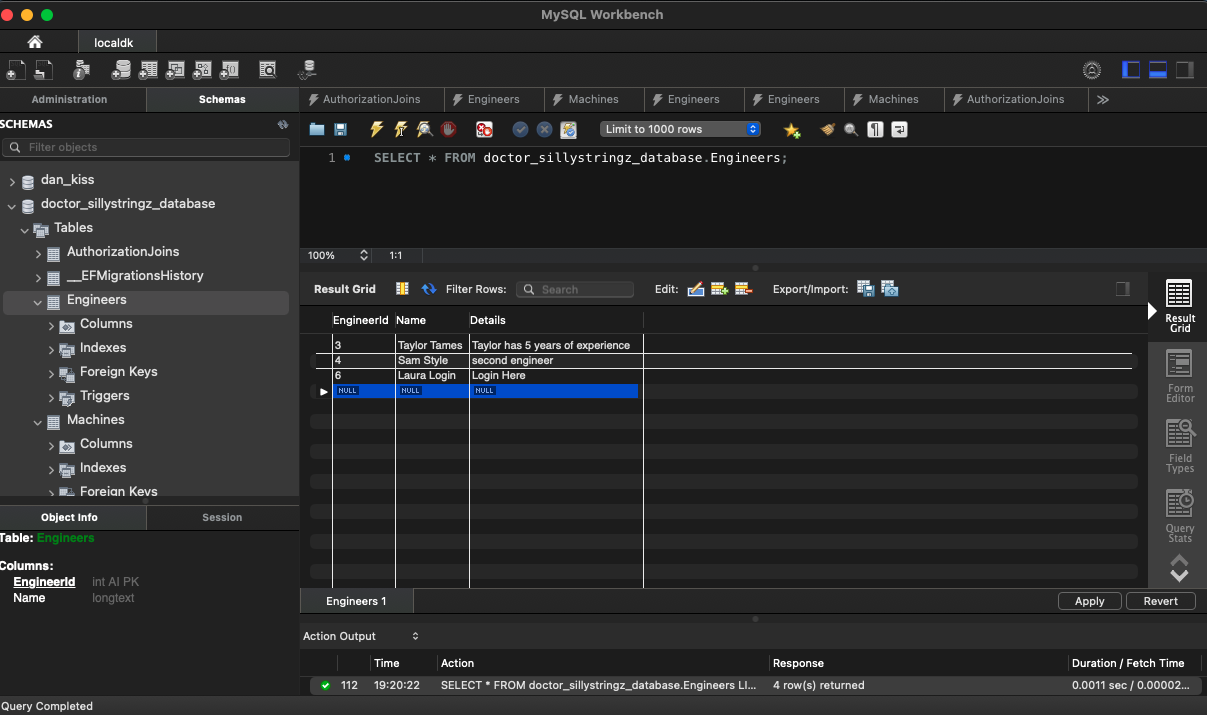 MySQL Workbench
localdk
Administration Schemas
AuthorizationJoins Engineers Machines Engineers Engineers Machines AuthorizationJoins
SCHEMAS
Filter objects
dan_kiss
doctor_sillystringz_database
Tables
AuthorizationJoins
__EFMigrationsHistory
Engineers
Columns
Indexes
Foreign Keys
Triggers
Machines
Columns
Indexes
Foreign Keys
Object Info Session
Table: Engineers
Columns:
EngineerId int AI PK
Name longtext
Limit to 1000 rows
1 SELECT * FROM doctor_sillystringz_database.Engineers;
100% 1:1
Result Grid Filter Rows: Search Edit: Export/Import:
EngineerId Name Details
3 Taylor Tames Taylor has 5 years of experience
4 Sam Style second engineer
6 Laura Login Login Here
NULL NULL NULL
Result
Grid
Form
Editor
Field
Types
Query
Stats
Engineers 1 Apply Revert
Action Output
Time Action Response Duration / Fetch Time
112 19:20:22 SELECT * FROM doctor_sillystringz_database.Engineers LI... 4 row(s) returned 0.0011 sec / 0.00002...
Query Completed